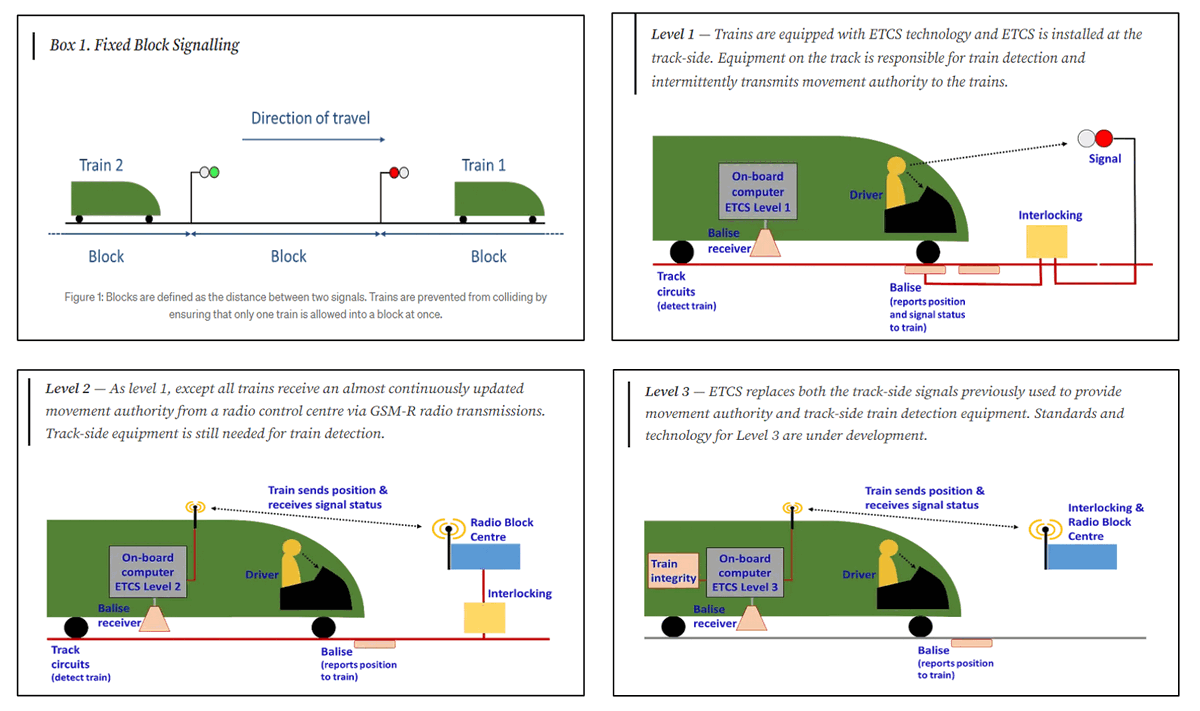 Box 1. Fixed Block Signalling
Direction of travel
Train 2
Train 1
Block
Block
Block
Figure 1: Blocks are defined as the distance between two signals. Trains are prevented from colliding by
ensuring that only one train is allowed into a block at once.
Level 1 — Trains are equipped with ETCS technology and ETCS is installed at the
track-side. Equipment on the track is responsible for train detection and
intermittently transmits movement authority to the trains.
Signal
On-board
computer
ETCS Level 1
Driver
Interlocking
Balise
receiver
Track
circuits
(detect train)
Balise
(reports position
and signal status
to train)
Level 2 — As level 1, except all trains receive an almost continuously updated
movement authority from a radio control centre via GSM-R radio transmissions.
Track-side equipment is still needed for train detection.
Train sends position &
receives signal status
Radio Block
Centre
On-board
computer
ETCS Level 2
Driver
Interlocking
Balise
receiver
Track
circuits
(detect train)
Balise
(reports position
to train)
Level 3 — ETCS replaces both the track-side signals previously used to provide
movement authority and track-side train detection equipment. Standards and
technology for Level 3 are under development.
Train sends position &
receives signal status
Interlocking &
Radio Block
Centre
Train
integrity
On-board
computer
ETCS Level 3
Driver
Balise
receiver
Balise
(reports position
to train)